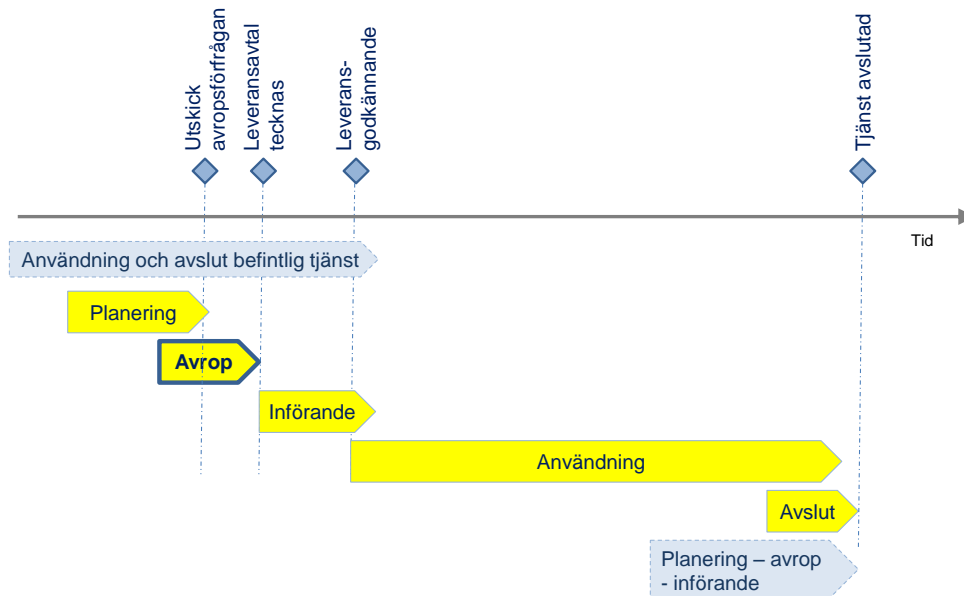 Utskick
avropsförfrågan
Leveransavtal
tecknas
Leverans-
godkännande
Tjänst avslutad
Tid
Användning och avslut befintlig tjänst
Planering
Avrop
Införande
Användning
Avslut
Planering – avrop
- införande